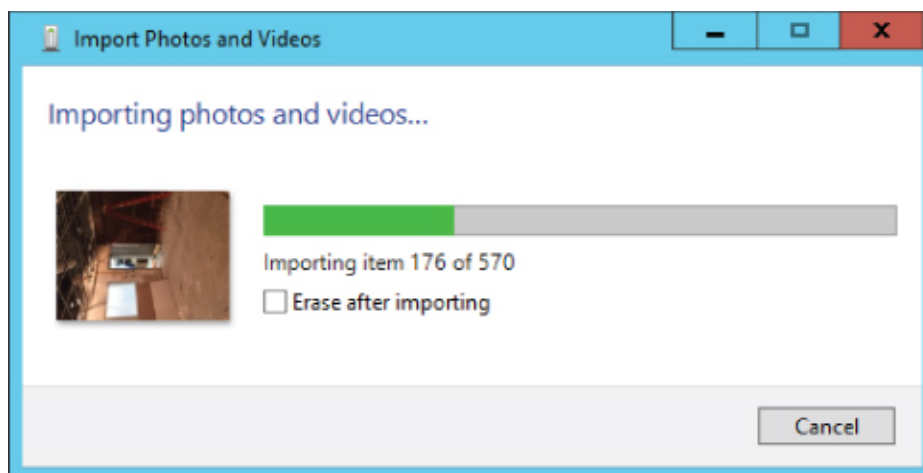 Import Photos and Videos
Importing photos and videos...
Importing item 176 of 570
Erase after importing
Cancel